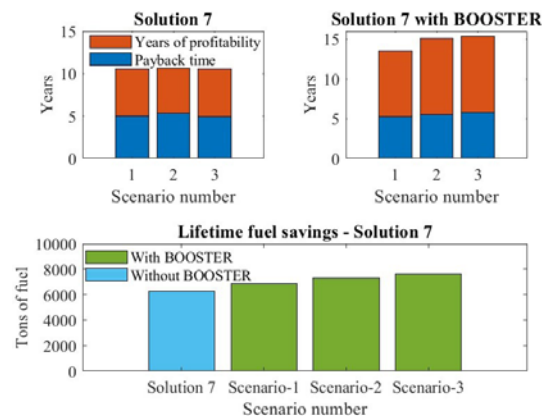 Solution 7
15
10
5
0
Years
Years of profitability
Payback time
1 2 3
Scenario number
Solution 7 with BOOSTER
15
10
5
0
Years
1 2 3
Scenario number
Lifetime fuel savings - Solution 7
10000
8000
6000
4000
2000
0
Tons of fuel
With BOOSTER
Without BOOSTER
Solution 7 Scenario-1 Scenario-2 Scenario-3
Scenario number